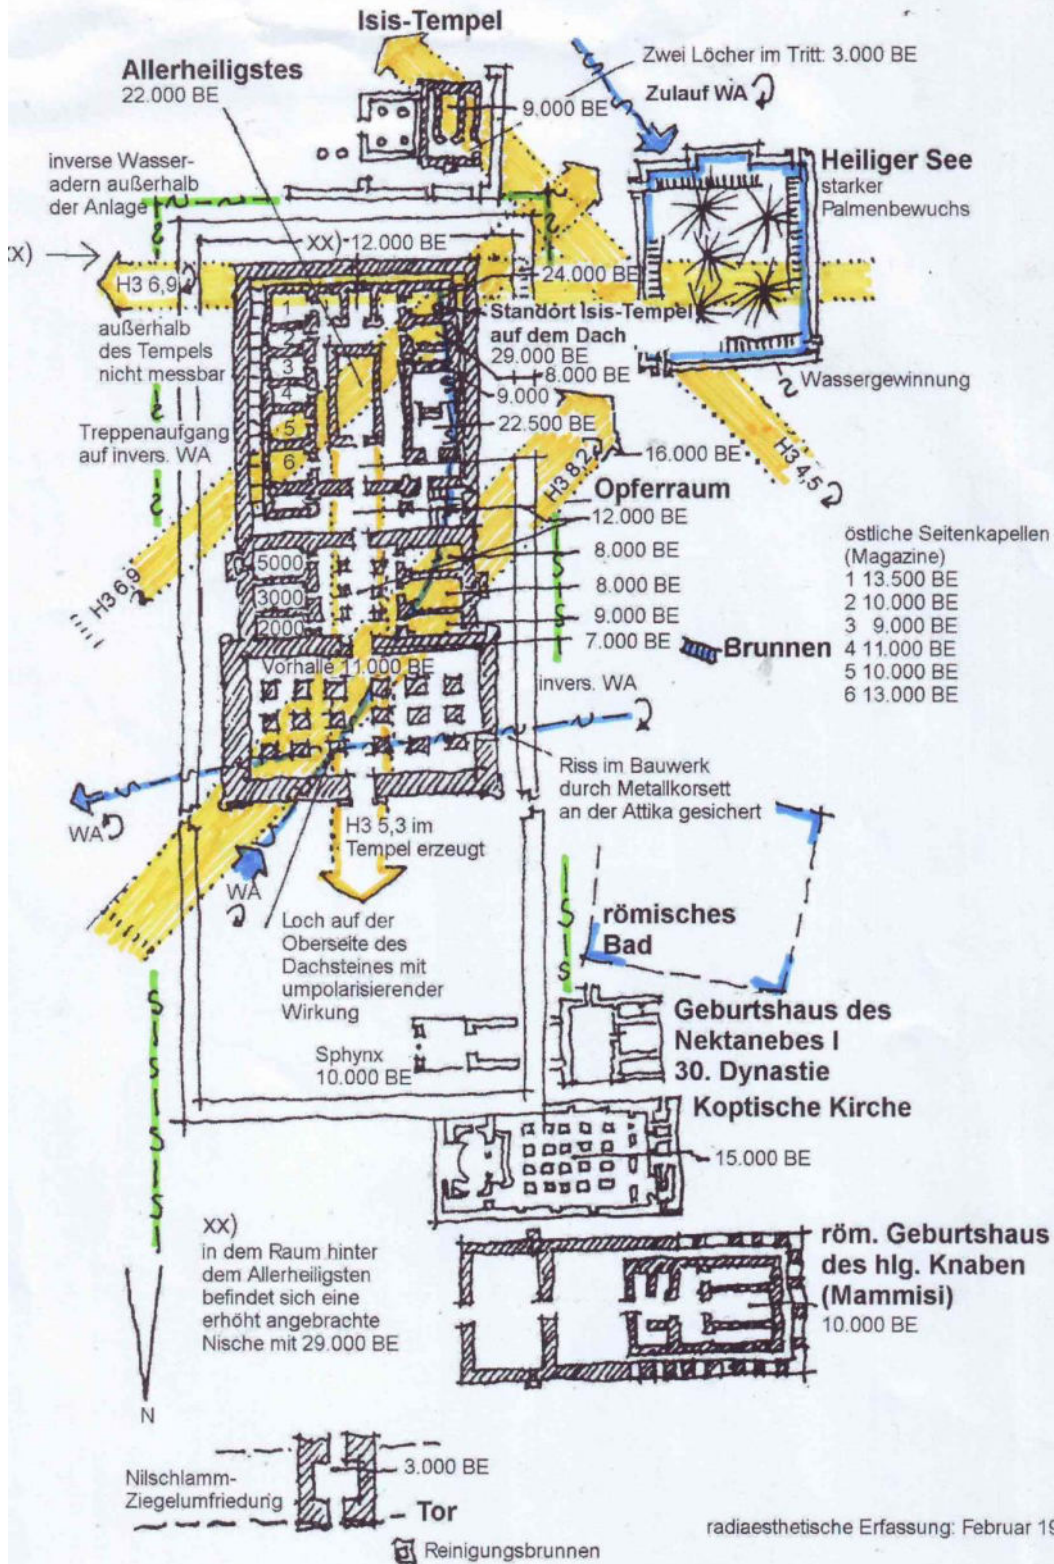 Isis-Tempel
Zwei Löcher im Tritt: 3.000 BE
Allerheiligstes
22.000 BE
9.000 BE
Zulauf WA
inverse Wasser-
adern außerhalb
der Anlage
Heiliger See
starker
Palmenbewuchs
xx)
XX) 12.000 BE
H3 6,9
24.000 BE
Standort Isis-Tempel
auf dem Dach
29.000 BE
8.000 BE
9.000
22.500 BE
16.000 BE
1
2
3
4
5
6
außerhalb
des Tempels
nicht messbar
Wassergewinnung
Treppenaufgang
auf invers. WA
H3 8,2
H3 4,5
Opferraum
12.000 BE
8.000 BE
8.000 BE
9.000 BE
7.000 BE
östliche Seitenkapellen
(Magazine)
1 13.500 BE
2 10.000 BE
3 9.000 BE
4 11.000 BE
5 10.000 BE
6 13.000 BE
H3 6,9
5000
3000
2000
Brunnen
Vorhalle 11.000 BE
invers. WA
Riss im Bauwerk
durch Metallkorsett
an der Attika gesichert
WA
H3 5,3 im
Tempel erzeugt
WA
Loch auf der
Oberseite des
Dachsteines mit
umpolarisierender
Wirkung
römisches
Bad
Sphynx
10.000 BE
Geburtshaus des
Nektanebes I
30. Dynastie
Koptische Kirche
15.000 BE
xx)
in dem Raum hinter
dem Allerheiligsten
befindet sich eine
erhöht angebrachte
Nische mit 29.000 BE
röm. Geburtshaus
des hlg. Knaben
(Mammisi)
10.000 BE
N
Nilschlamm-
Ziegelumfriedung
3.000 BE
Tor
Reinigungsbrunnen
radiaesthetische Erfassung: Februar 19